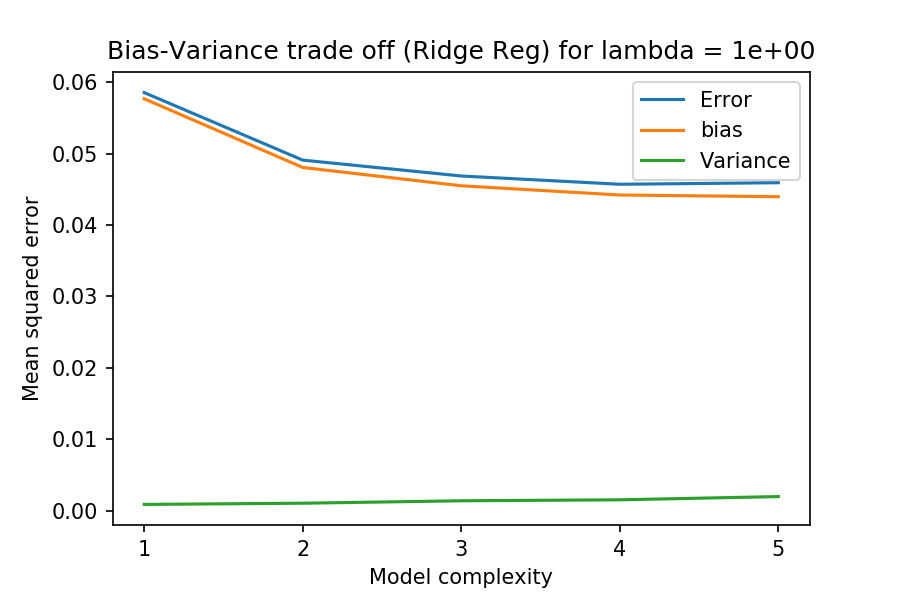 Bias-Variance trade off (Ridge Reg) for lambda = 1e+00
Error
bias
Variance
Mean squared error
0.06
0.05
0.04
0.03
0.02
0.01
0.00
1 2 3 4 5
Model complexity